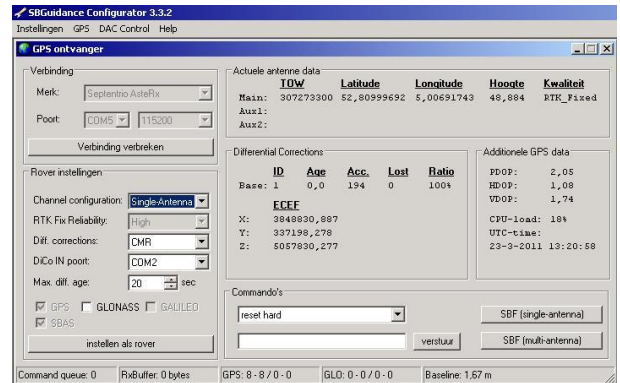 SBGuidance Configurator 3.3.2
Instellingen GPS DAC Control Help
GPS ontvanger
Verbinding
Merk: Septentrio AsteRx
Poort: COM5 115200
Verbinding verbreken
Rover instellingen
Channel configuration: Single-Antenna
RTK Fix Reliability: High
Diff. corrections: CMR
DiCo IN poort: COM2
Max. diff. age: 20 sec
GPS GLONASS GALILEO
SBAS
instellen als rover
Actuele antenne data
TOW Latitude Longitude Hoogte Kwaliteit
Main: 307273300 52,80999692 5,00691743 48,884 RTK_Fixed
Aux1:
Aux2:
Differential Corrections
ID Age Acc. Lost Ratio
Base: 1 0,0 194 0 100%
ECEF
X: 3848830,887
Y: 337198,278
Z: 5057830,277
Additionele GPS data
PDOP: 2,05
HDOP: 1,08
VDOP: 1,74
CPU-load: 18%
UTC-time:
23-3-2011 13:20:58
Commando's
reset hard
verstuur
SBF (single-antenna)
SBF (multi-antenna)
Command queue: 0 RxBuffer: 0 bytes GPS: 8 - 8 / 0 - 0 GLO: 0 - 0 / 0 - 0 Baseline: 1,67 m